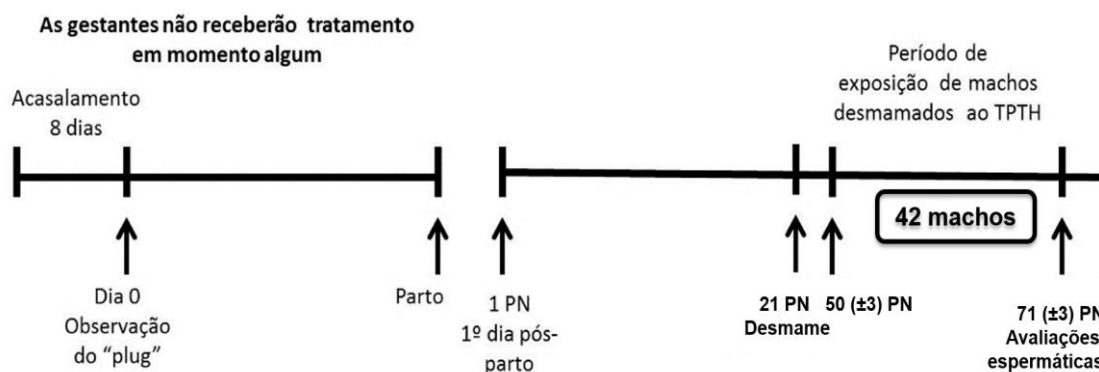 As gestantes não receberão tratamento
em momento algum
Acasalamento
8 dias
Período de
exposição de machos
desmamados ao TPTH
42 machos
Dia 0
Observação
do “plug”
Parto
1 PN
1º dia pós-
parto
21 PN
Desmame
50 (±3) PN
71 (±3) PN
Avaliações
espermáticas